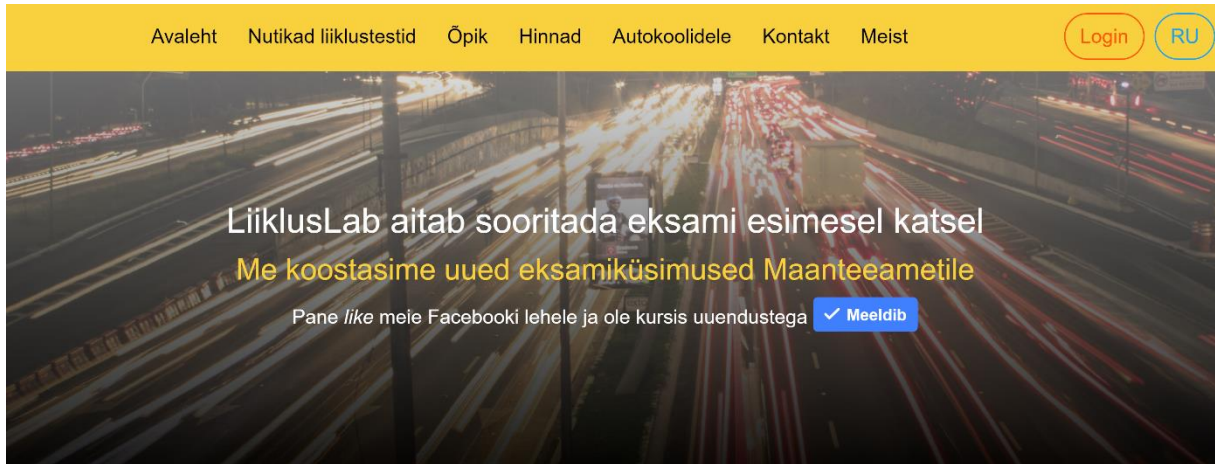 Avaleht Nutikad liiklustestid Õpik Hinnad Autokoolidele Kontakt Meist Login RU
LiiklusLab aitab sooritada eksami esimesel katsel
Me koostasime uued eksamiküsimused Maanteeametile
Pane like meie Facebooki lehele ja ole kursis uuendustega Meeldib